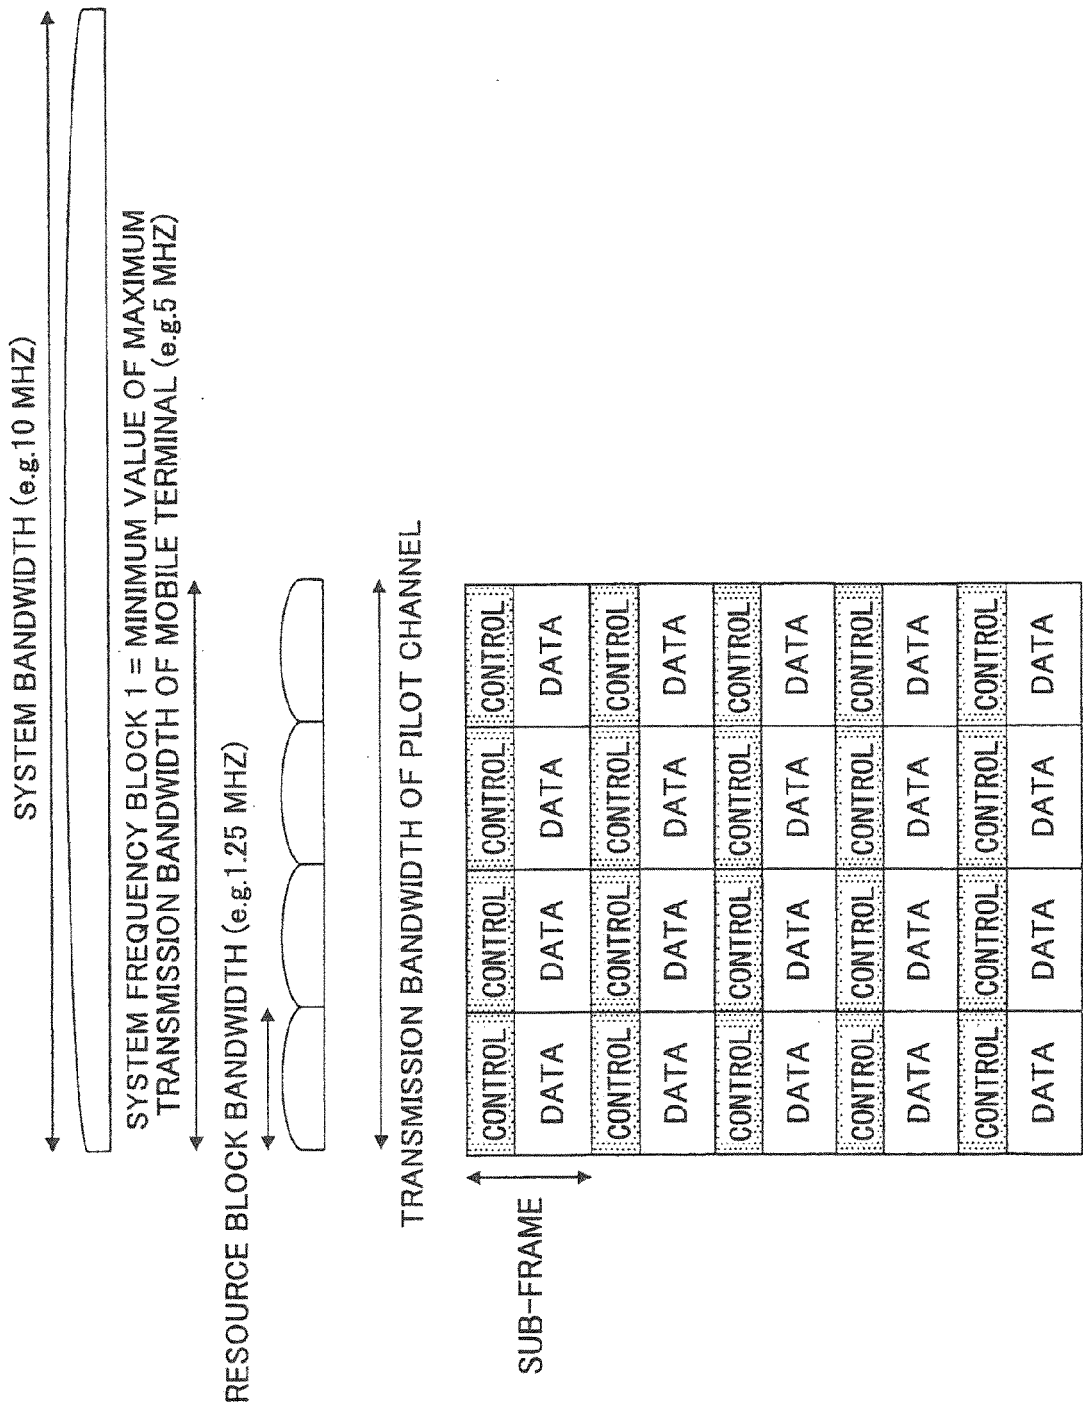 SYSTEM BANDWIDTH (e.g.10 MHZ)
SYSTEM FREQUENCY BLOCK 1 = MINIMUM VALUE OF MAXIMUM
TRANSMISSION BANDWIDTH OF MOBILE TERMINAL (e.g.5 MHZ)
RESOURCE BLOCK BANDWIDTH (e.g.1.25 MHZ)
TRANSMISSION BANDWIDTH OF PILOT CHANNEL
SUB-FRAME
CONTROL CONTROL CONTROL CONTROL
DATA DATA DATA DATA
CONTROL CONTROL CONTROL CONTROL
DATA DATA DATA DATA
CONTROL CONTROL CONTROL CONTROL
DATA DATA DATA DATA
CONTROL CONTROL CONTROL CONTROL
DATA DATA DATA DATA
CONTROL CONTROL CONTROL CONTROL
DATA DATA DATA DATA